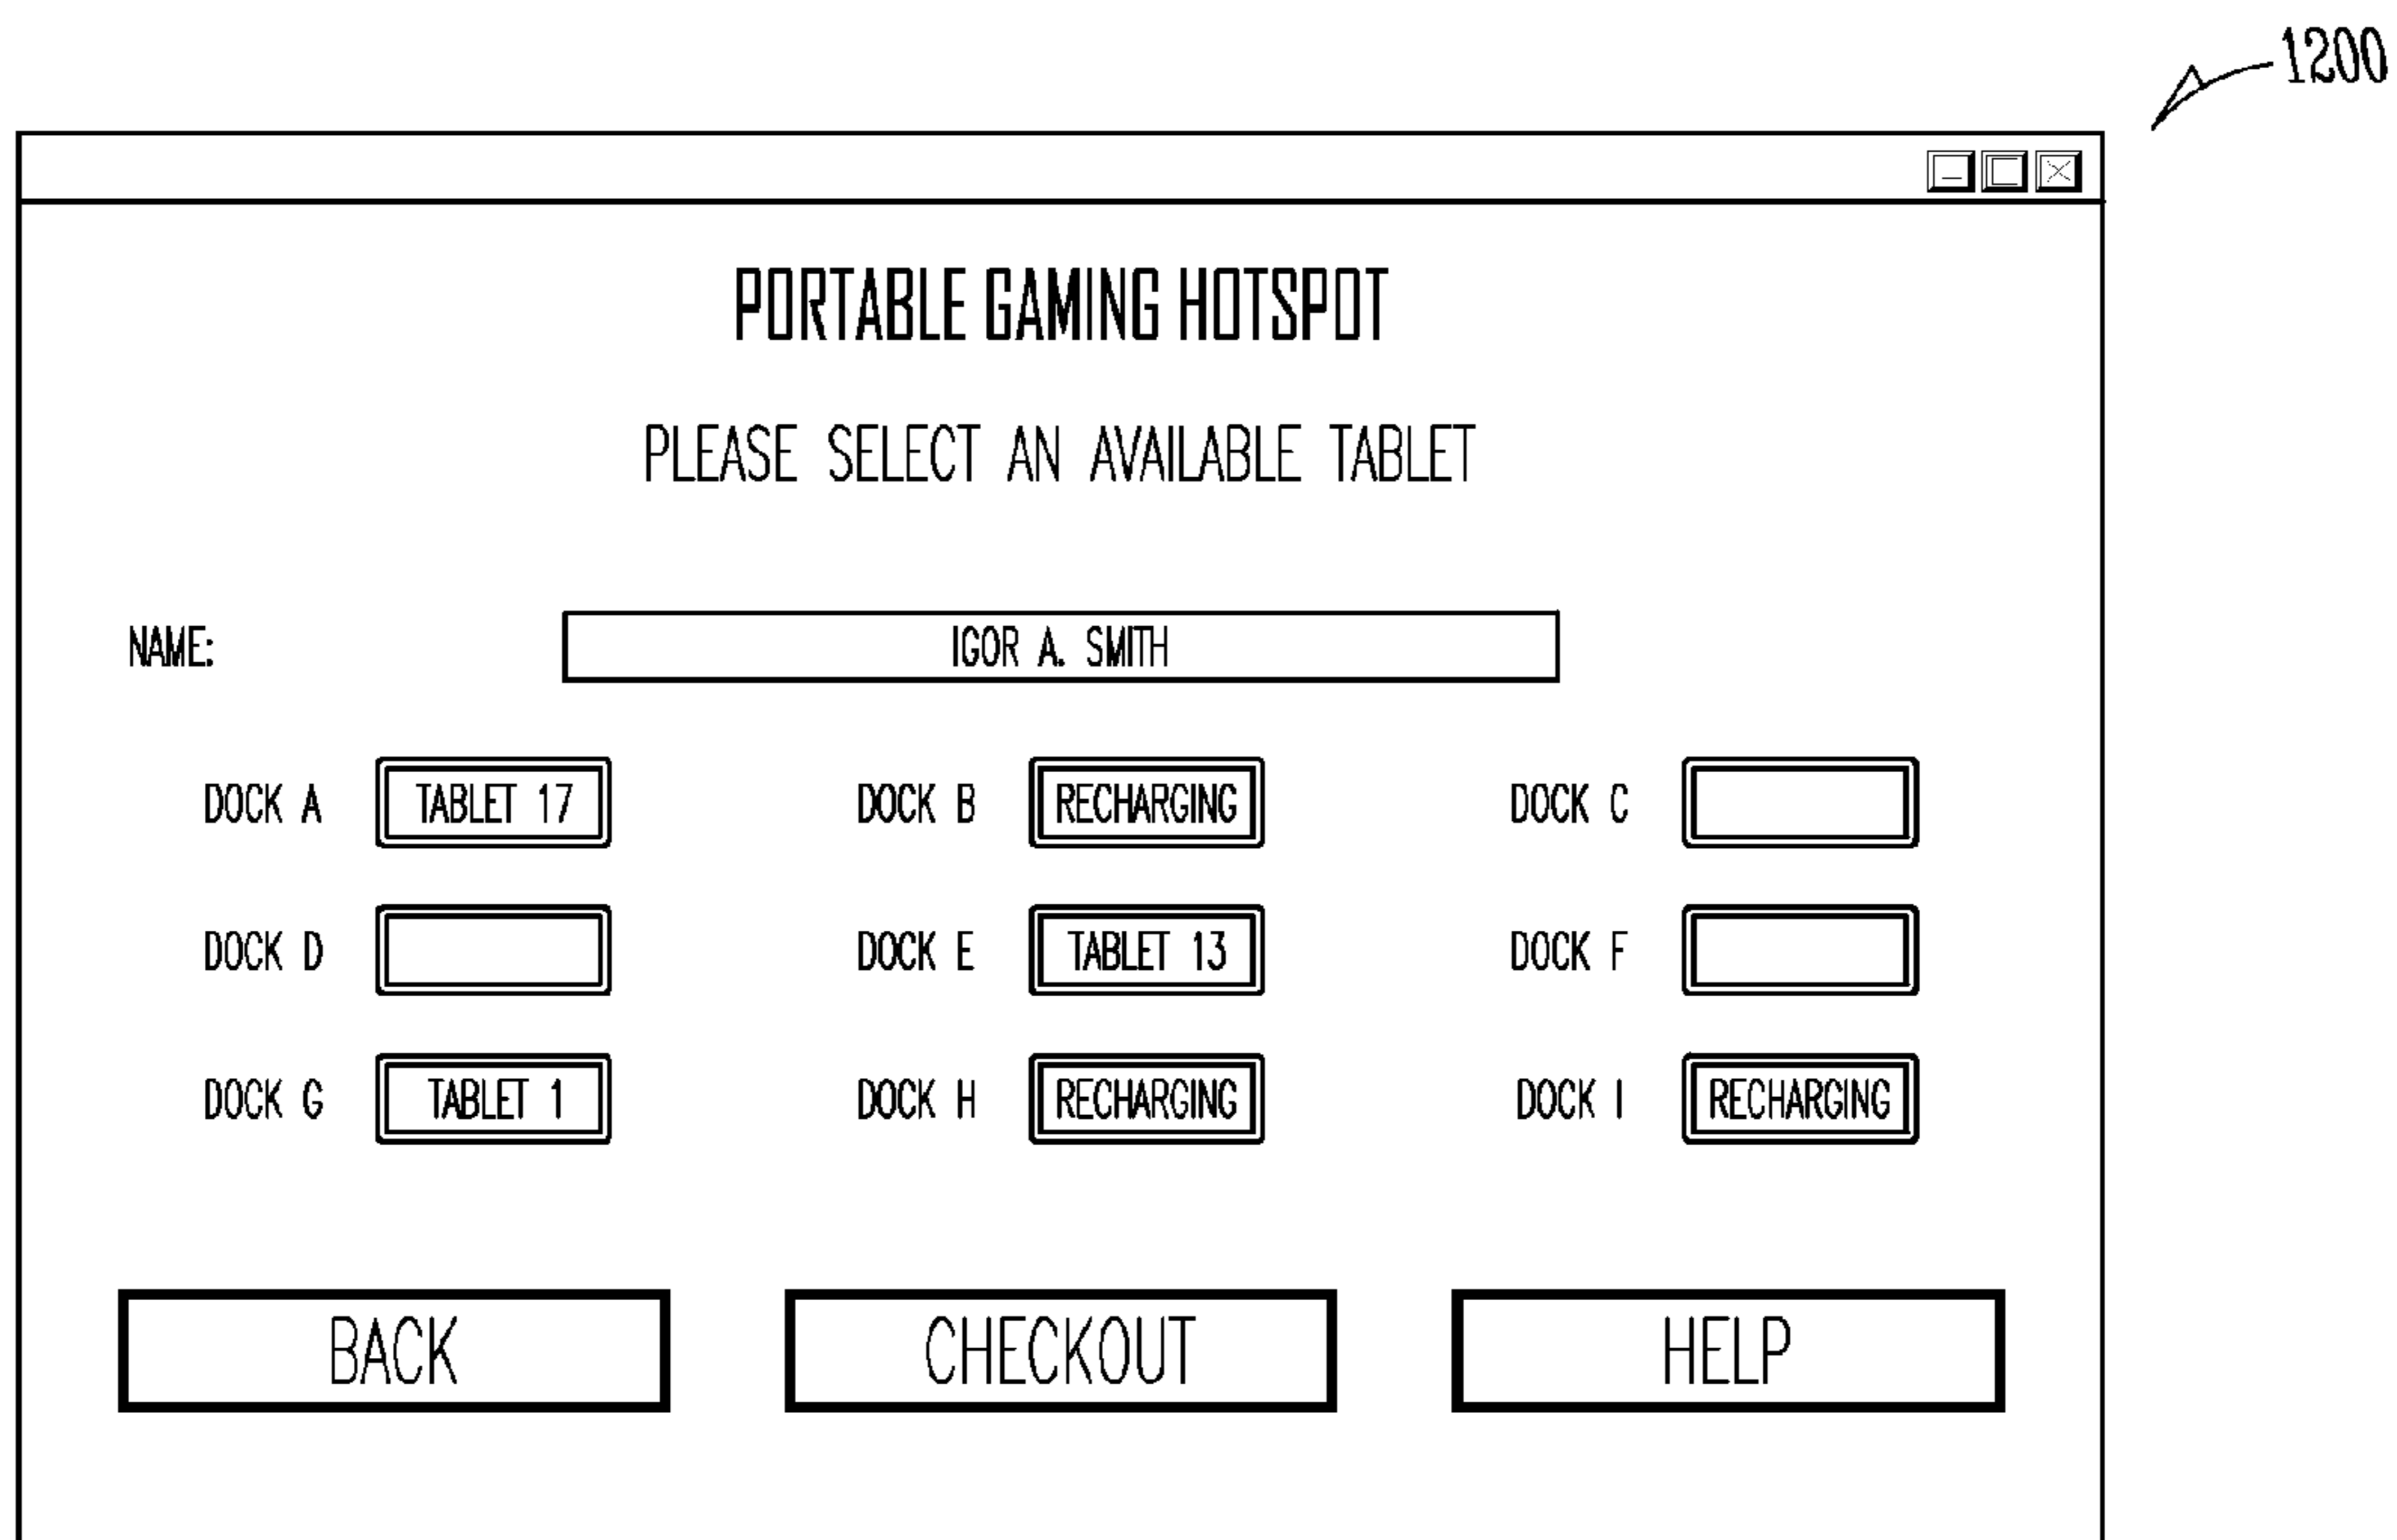 1200
PORTABLE GAMING HOTSPOT
PLEASE SELECT AN AVAILABLE TABLET
NAME: IGOR A. SMITH
DOCK A TABLET 17 DOCK B RECHARGING DOCK C
DOCK D DOCK E TABLET 13 DOCK F
DOCK G TABLET 1 DOCK H RECHARGING DOCK I RECHARGING
BACK CHECKOUT HELP